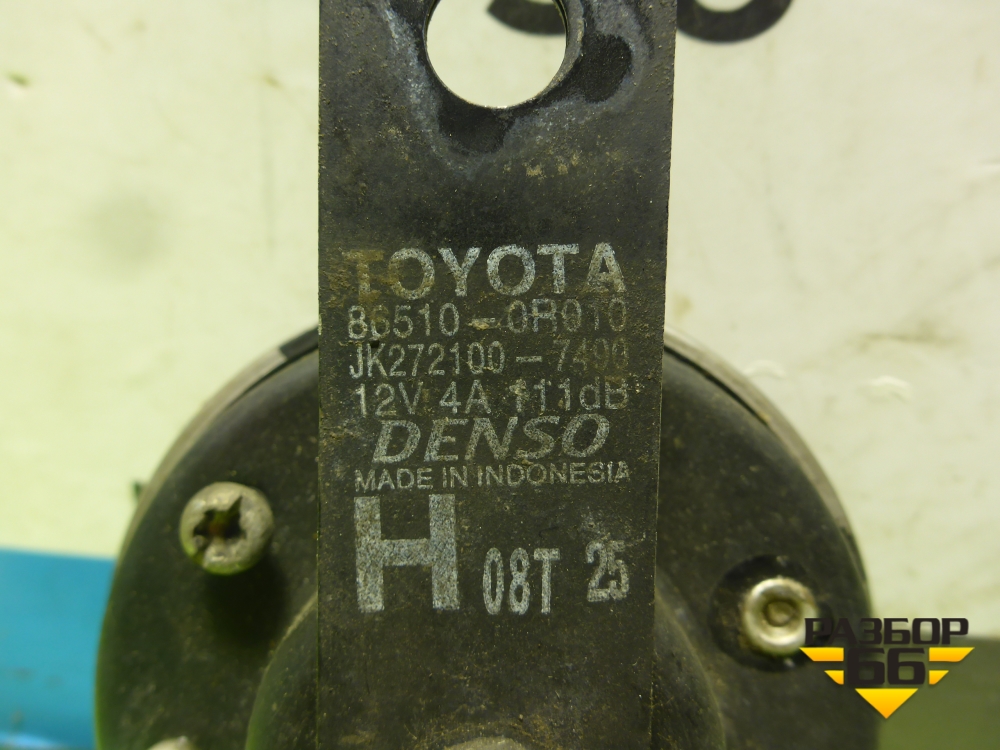 TOYOTA
86510-0R010
JK272100-7490
12V 4A 111dB
DENSO
MADE IN INDONESIA
H 08T 25
РАЗБОР
66